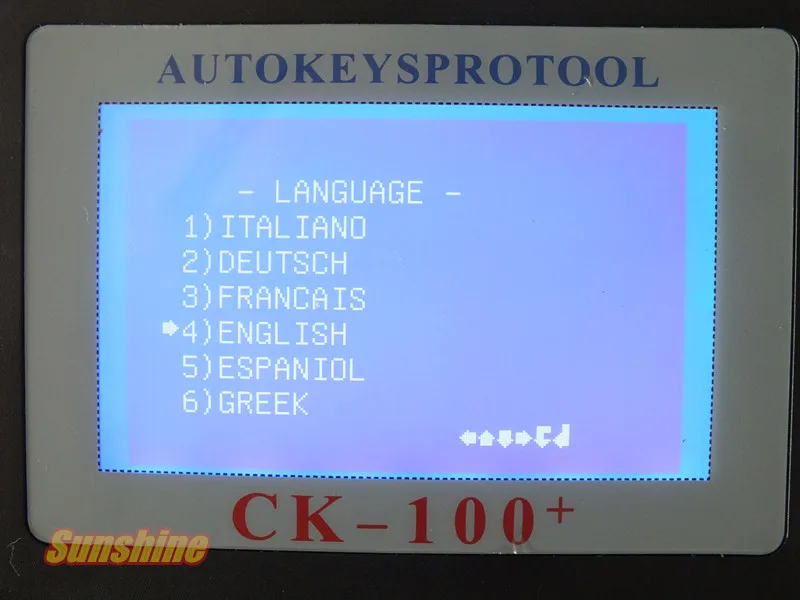 AUTOKEYSPROTOOL
- LANGUAGE -
1)ITALIANO
2)DEUTSCH
3)FRANCAIS
4)ENGLISH
5)ESPANIOL
6)GREEK
CK-100+
Sunshine